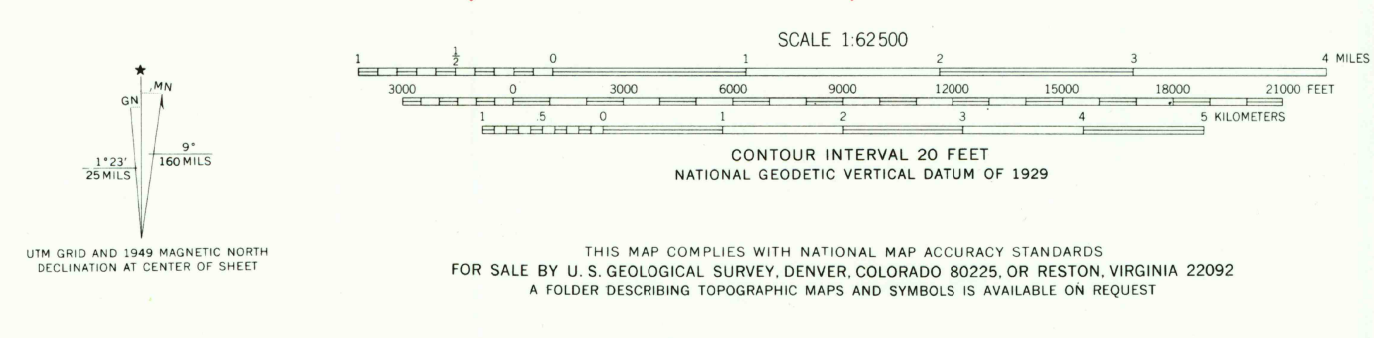 SCALE 1:62500
1 ½ 0 1 2 3 4 MILES
3000 0 3000 6000 9000 12000 15000 18000 21000 FEET
1 .5 0 1 2 3 4 5 KILOMETERS
CONTOUR INTERVAL 20 FEET
NATIONAL GEODETIC VERTICAL DATUM OF 1929
★
MN
GN
9°
160 MILS
1°23′
25 MILS
UTM GRID AND 1949 MAGNETIC NORTH
DECLINATION AT CENTER OF SHEET
THIS MAP COMPLIES WITH NATIONAL MAP ACCURACY STANDARDS
FOR SALE BY U. S. GEOLOGICAL SURVEY, DENVER, COLORADO 80225, OR RESTON, VIRGINIA 22092
A FOLDER DESCRIBING TOPOGRAPHIC MAPS AND SYMBOLS IS AVAILABLE ON REQUEST